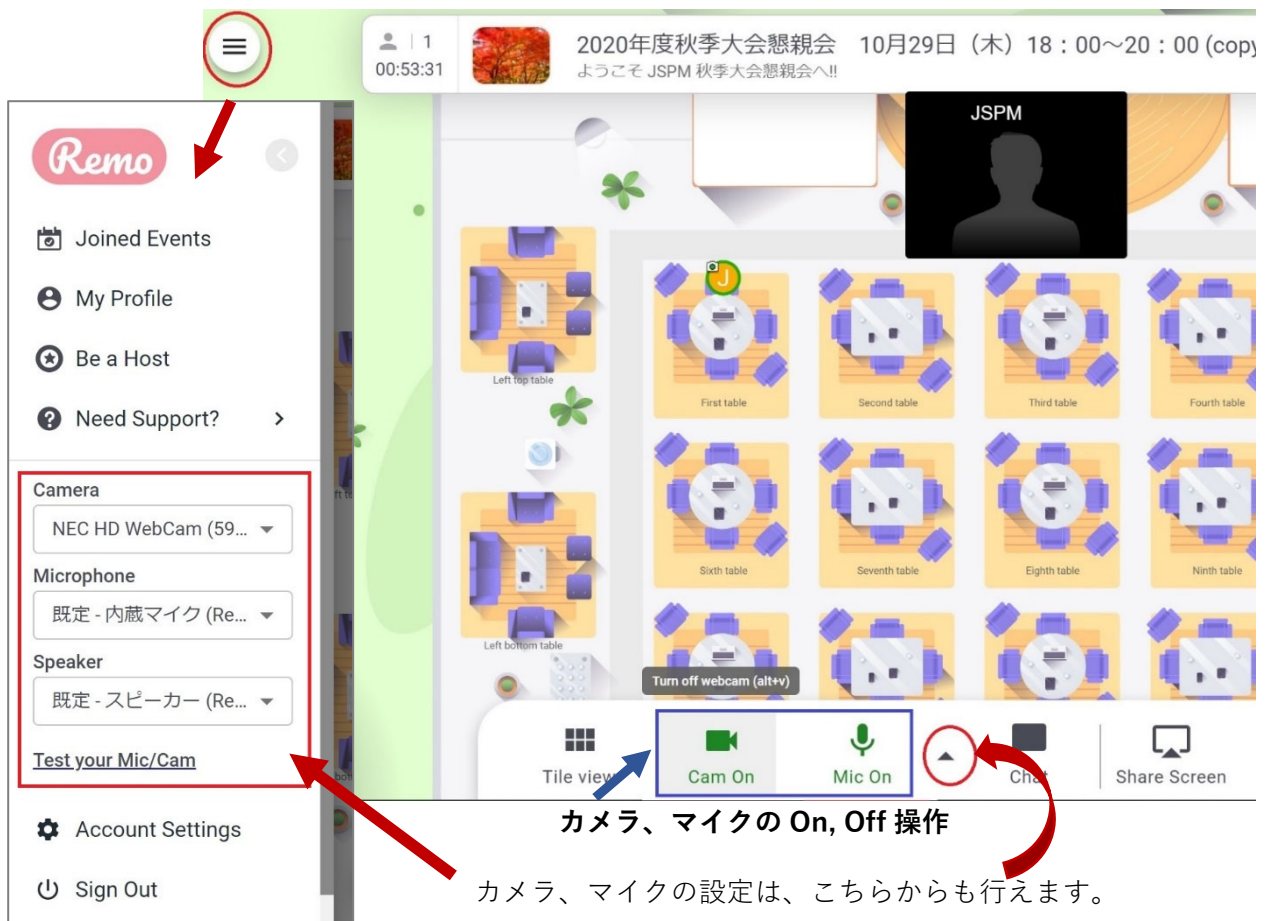 1
00:53:31
2020年度秋季大会懇親会 10月29日（木）18：00～20：00 (copy
ようこそ JSPM 秋季大会懇親会へ!!
Remo
Joined Events
My Profile
Be a Host
Need Support?
Camera
NEC HD WebCam (59...
Microphone
既定 - 内蔵マイク (Re...
Speaker
既定 - スピーカー (Re...
Test your Mic/Cam
Account Settings
Sign Out
JSPM
J
Left top table
First table
Second table
Third table
Fourth table
Sixth table
Seventh table
Eighth table
Ninth table
Left bottom table
Turn off webcam (alt+v)
Tile view
Cam On
Mic On
Chat
Share Screen
カメラ、マイクの On, Off 操作
カメラ、マイクの設定は、こちらからも行えます。